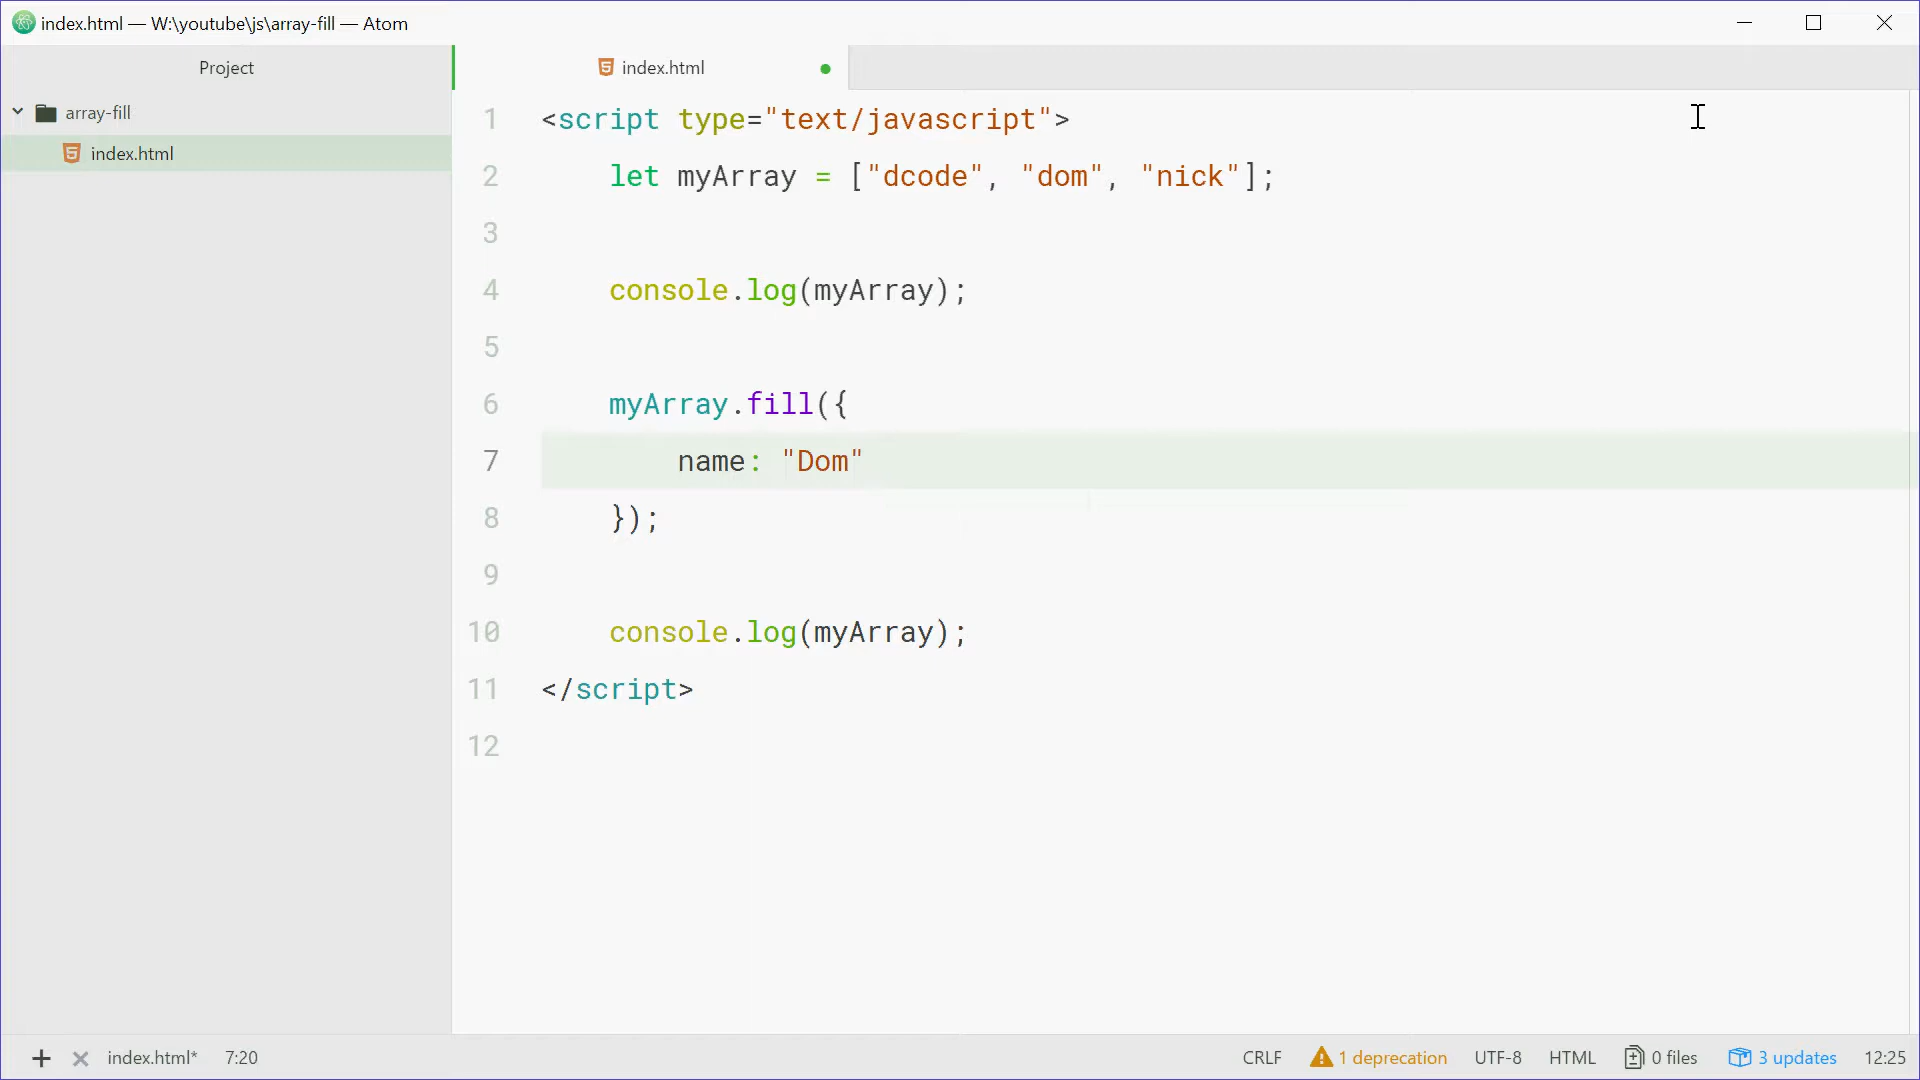 index.html — W:\youtube\js\array-fill — Atom
Project
index.html
array-fill
index.html
1 <script type="text/javascript">
2 let myArray = ["dcode", "dom", "nick"];
3
4 console.log(myArray);
5
6 myArray.fill({
7 name: "Dom"
8 });
9
10 console.log(myArray);
11 </script>
12
index.html* 7:20 CRLF 1 deprecation UTF-8 HTML 0 files 3 updates 12:25